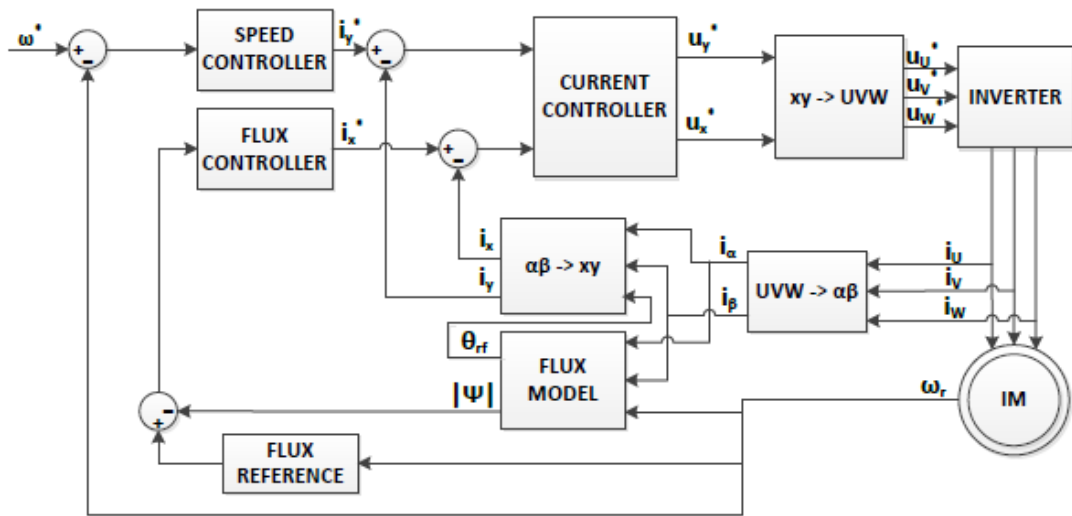 ω*
+
-
SPEED
CONTROLLER
i_y*
+
-
CURRENT
CONTROLLER
u_y*
u_x*
xy -> UVW
u_U*
u_V*
u_W*
INVERTER
FLUX
CONTROLLER
i_x*
+
-
i_x
i_y
αβ -> xy
i_α
i_β
UVW -> αβ
i_U
i_V
i_W
θ_rf
FLUX
MODEL
|Ψ|
-
+
ω_r
IM
FLUX
REFERENCE